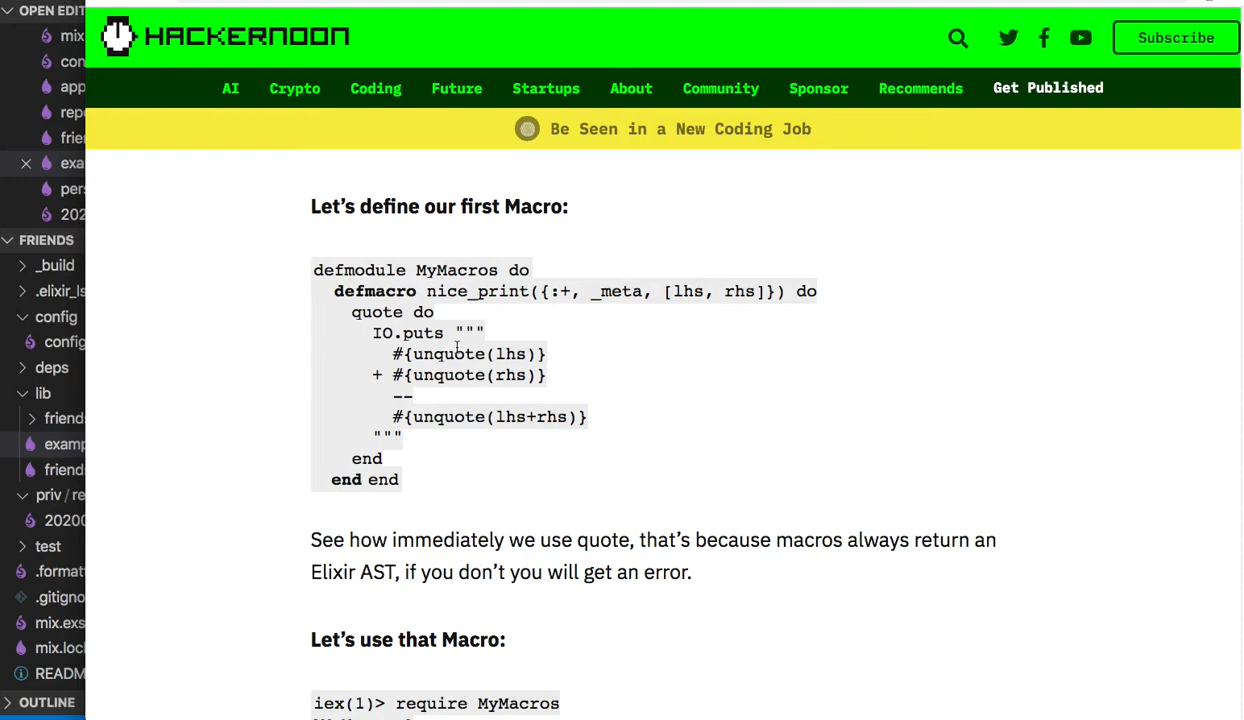 OPEN EDIT
mix
con
app
repo
frien
exa
pers
202
FRIENDS
_build
.elixir_ls
config
config
deps
lib
friend
examp
friend
priv / re
20200
test
.format
.gitigno
mix.exs
mix.loc
README
OUTLINE
HACKERNOON
Subscribe
AI Crypto Coding Future Startups About Community Sponsor Recommends Get Published
Be Seen in a New Coding Job
Let’s define our first Macro:
defmodule MyMacros do
defmacro nice_print({:+, _meta, [lhs, rhs]}) do
quote do
IO.puts """
#{unquote(lhs)}
+ #{unquote(rhs)}
--
#{unquote(lhs+rhs)}
"""
end
end end
See how immediately we use quote, that’s because macros always return an
Elixir AST, if you don’t you will get an error.
Let’s use that Macro:
iex(1)> require MyMacros